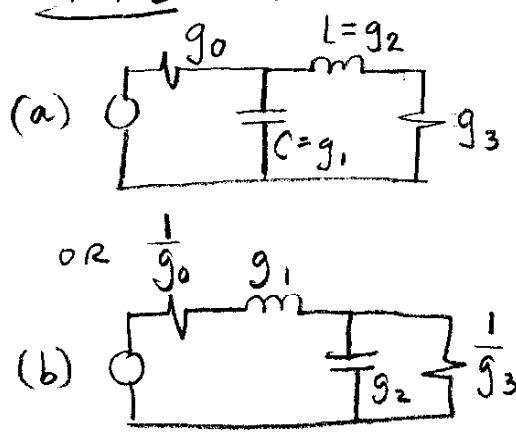 g₀ L=g₂
(a) C=g₁ g₃
OR 1/g₀ g₁
(b) g₂ 1/g₃